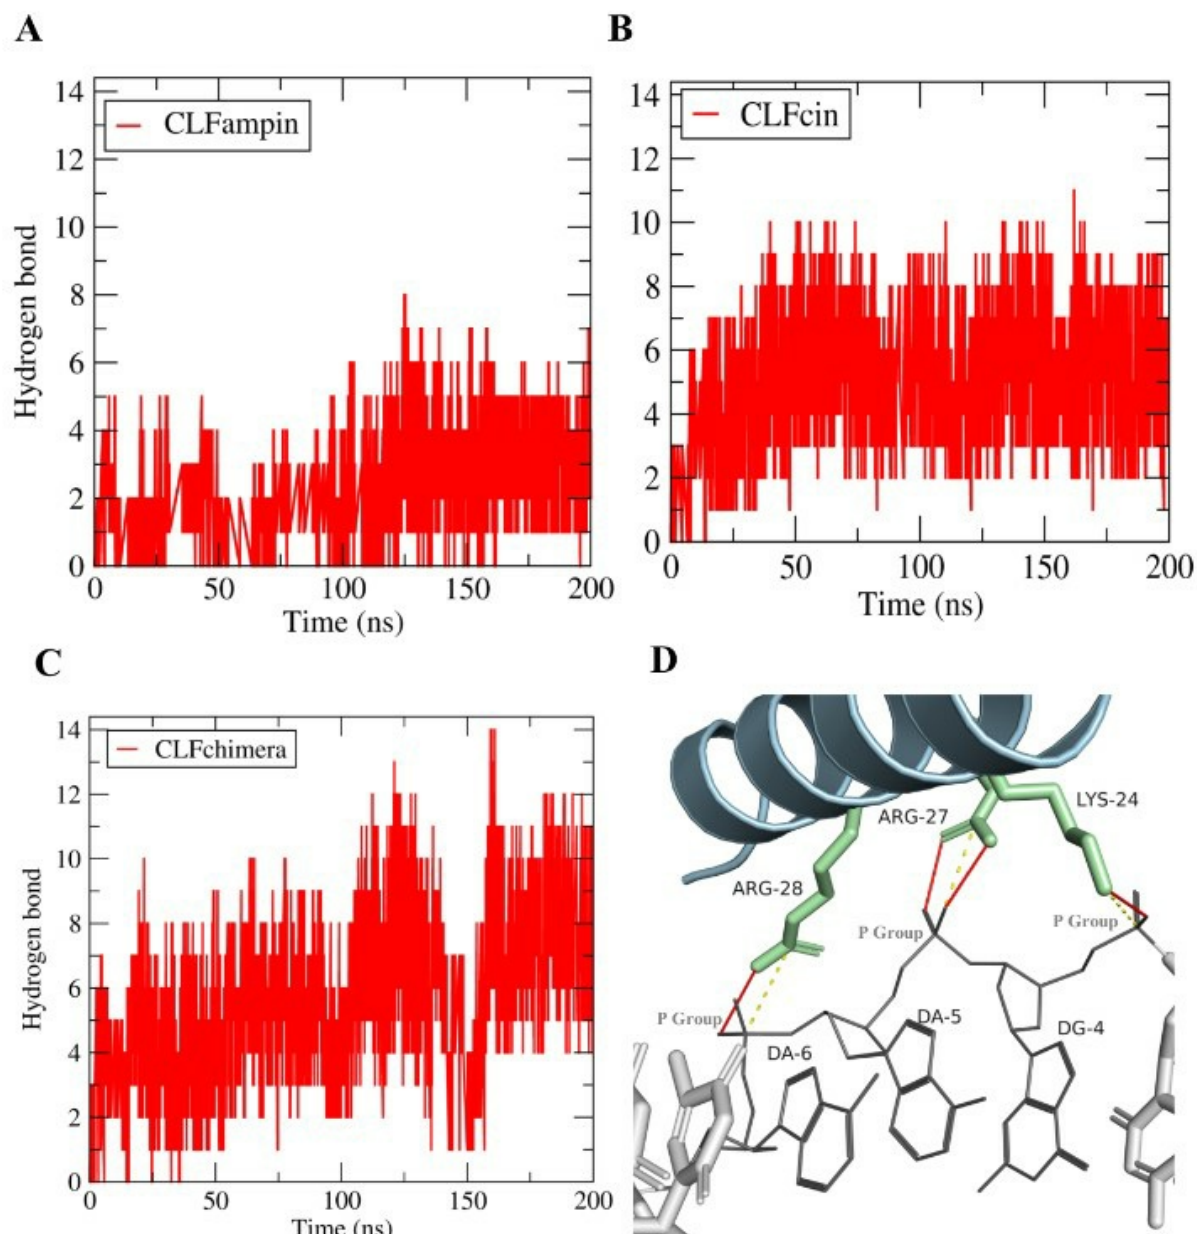 A
14
12
10
8
6
4
2
0
Hydrogen bond
CLFampin
0 50 100 150 200
Time (ns)
B
14
12
10
8
6
4
2
0
CLFcin
0 50 100 150 200
Time (ns)
C
14
12
10
8
6
4
2
0
Hydrogen bond
CLFchimera
0 50 100 150 200
Time (ns)
D
LYS-24
ARG-27
ARG-28
P Group
P Group
P Group
DA-5
DG-4
DA-6